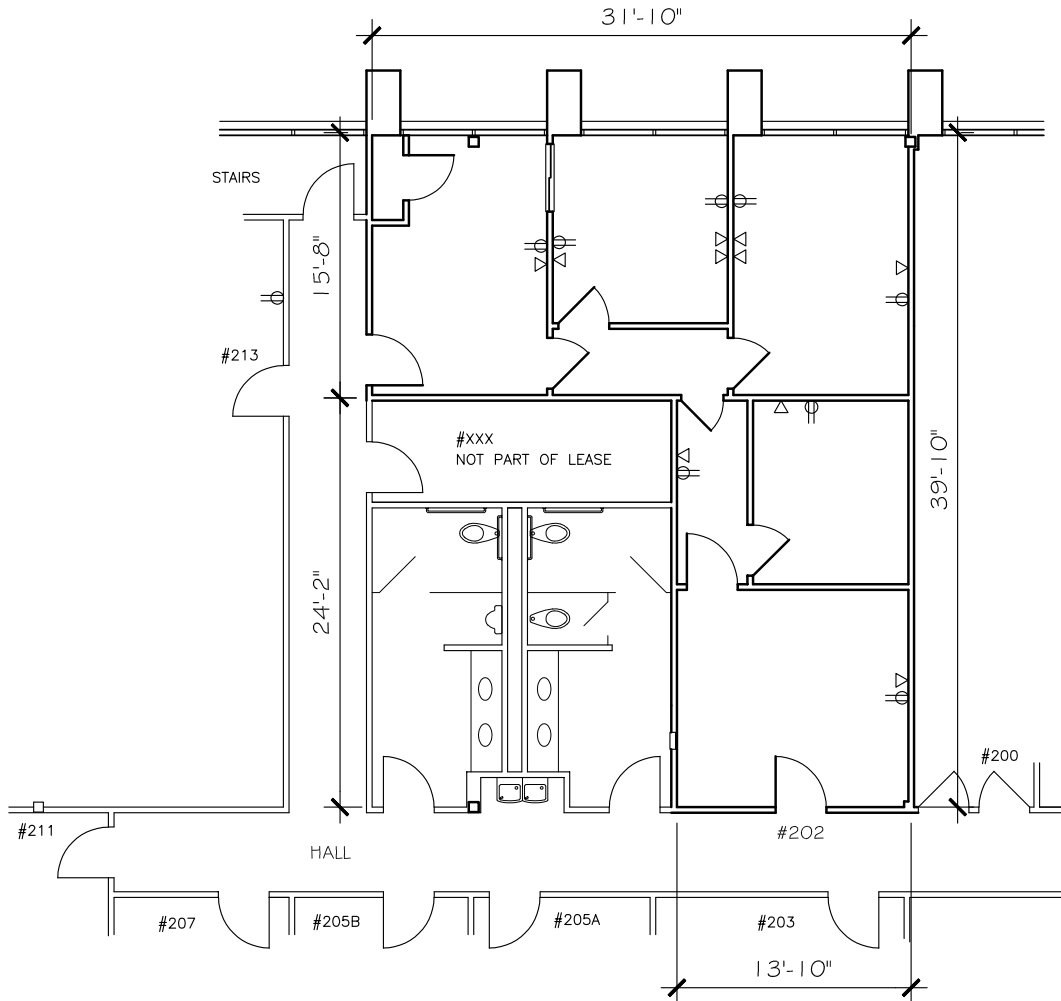 31'-10"
STAIRS
15'-8"
#213
#XXX
NOT PART OF LEASE
39'-10"
24'-2"
#200
#211
#202
HALL
#207
#205B
#205A
#203
13'-10"